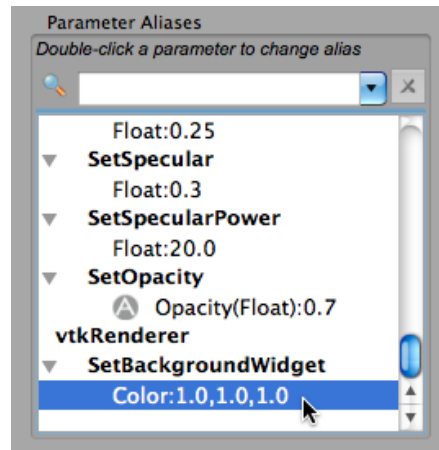 Parameter Aliases
Double-click a parameter to change alias
Float:0.25
SetSpecular
Float:0.3
SetSpecularPower
Float:20.0
SetOpacity
A Opacity(Float):0.7
vtkRenderer
SetBackgroundWidget
Color:1.0,1.0,1.0